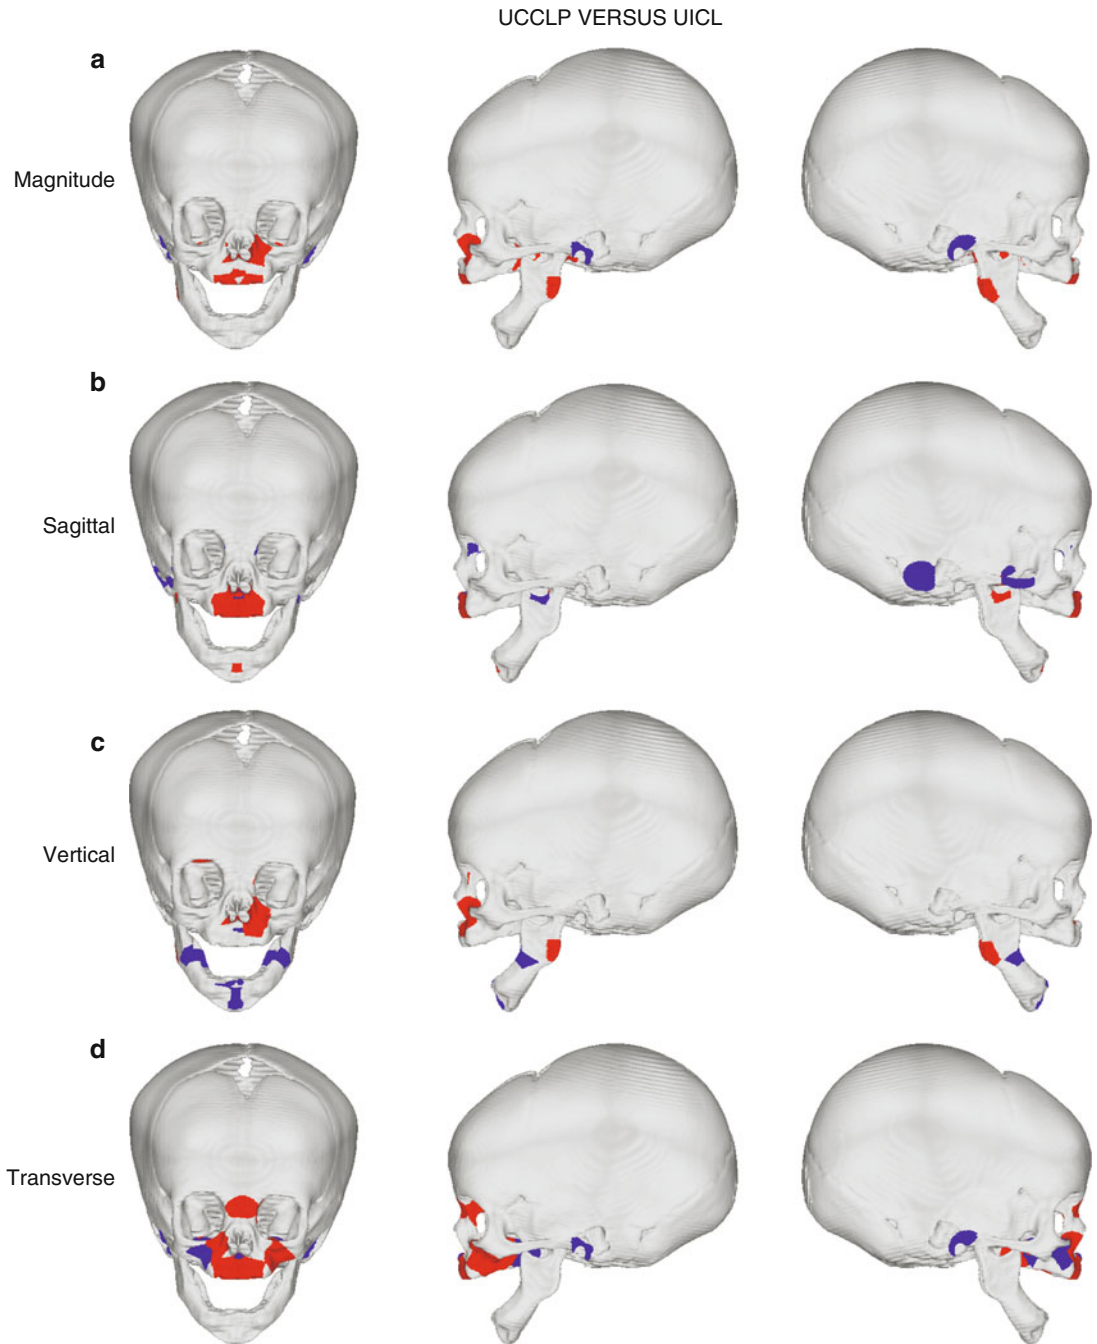 UCCLP VERSUS UICL
a
Magnitude
b
Sagittal
c
Vertical
d
Transverse